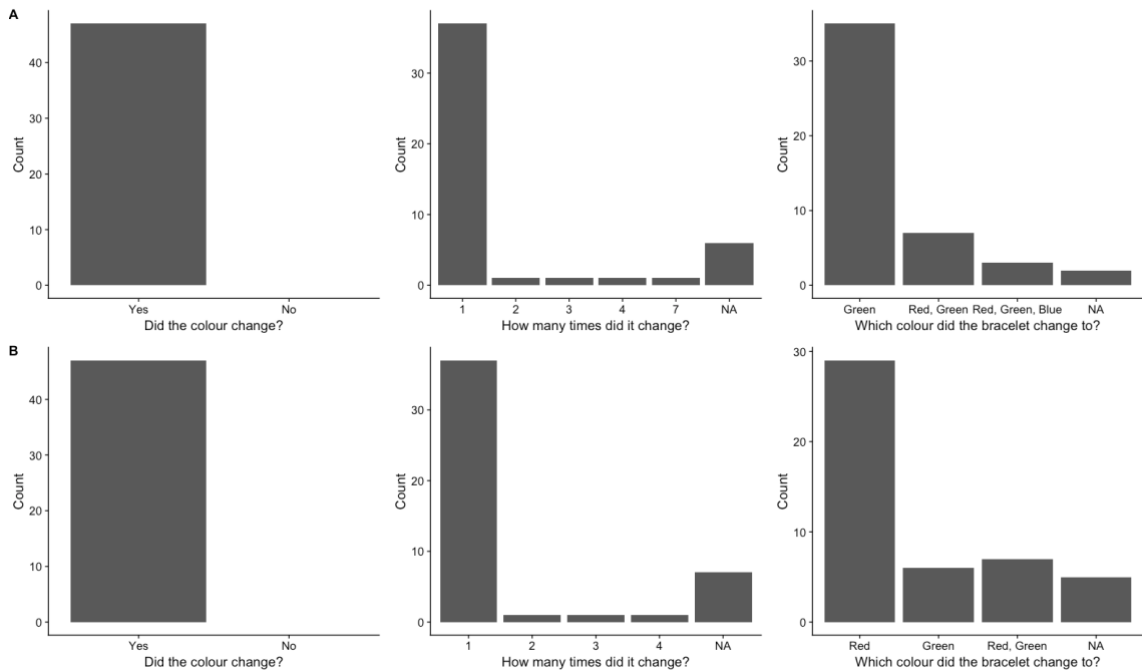 A
Count
40
30
20
10
0
Yes No
Did the colour change?
Count
30
20
10
0
1 2 3 4 7 NA
How many times did it change?
Count
30
20
10
0
Green Red, Green Red, Green, Blue NA
Which colour did the bracelet change to?
B
Count
40
30
20
10
0
Yes No
Did the colour change?
Count
30
20
10
0
1 2 3 4 NA
How many times did it change?
Count
30
20
10
0
Red Green Red, Green NA
Which colour did the bracelet change to?